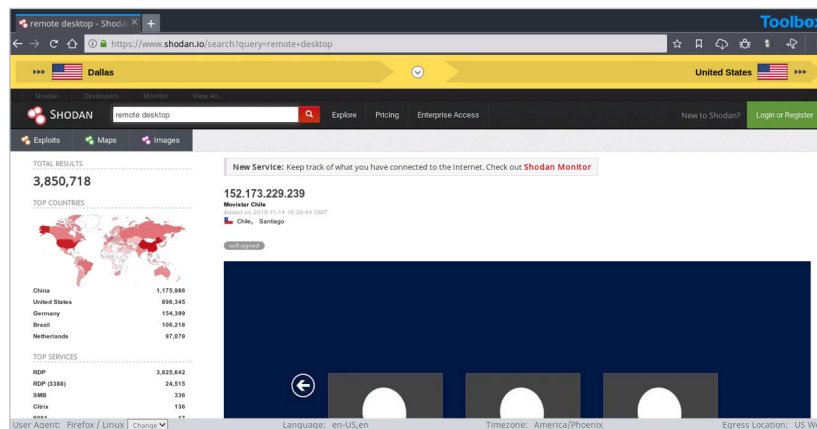 remote desktop - Shodan
Toolbox
https://www.shodan.io/search?query=remote+desktop
Dallas
United States
Shodan Developers Monitor View All...
SHODAN remote desktop Explore Pricing Enterprise Access New to Shodan? Login or Register
Exploits Maps Images
TOTAL RESULTS
3,850,718
TOP COUNTRIES
China 1,175,986
United States 896,345
Germany 154,399
Brazil 106,218
Netherlands 97,079
TOP SERVICES
RDP 3,825,642
RDP (3388) 24,515
SMB 336
Citrix 136
New Service: Keep track of what you have connected to the Internet. Check out Shodan Monitor
152.173.229.239
Movistar Chile
Added on 2019-11-14 16:28:44 GMT
Chile, Santiago
self-signed
User Agent: Firefox / Linux Change Language: en-US,en Timezone: America/Phoenix Egress Location: US